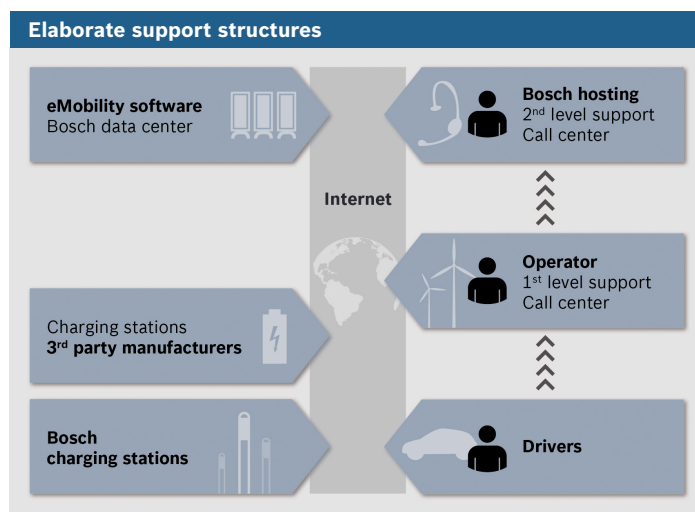 Elaborate support structures
eMobility software
Bosch data center
Bosch hosting
2nd level support
Call center
Internet
Operator
1st level support
Call center
Charging stations
3rd party manufacturers
Bosch
charging stations
Drivers